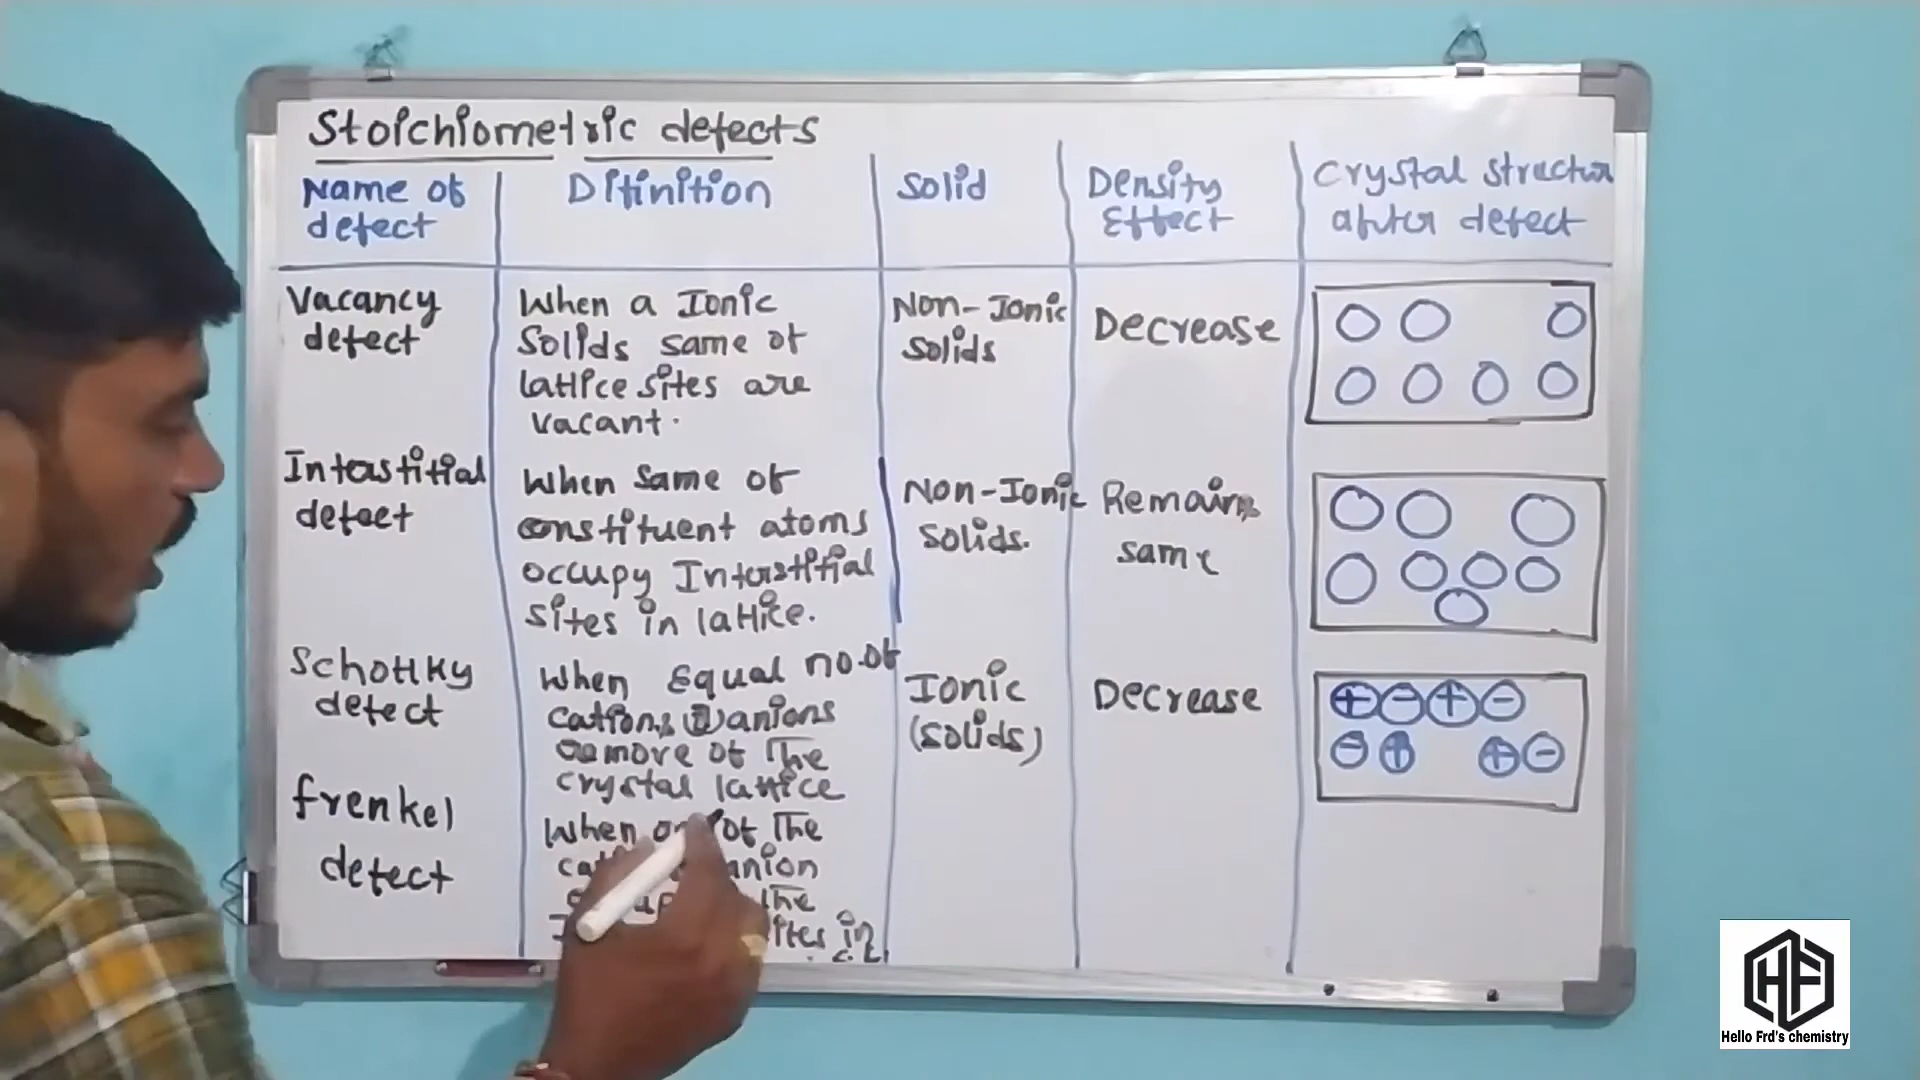 Stoichiometric defects
Name of
defect
Difinition
Solid
Density
Effect
Crystal structur
after defect
Vacancy
defect
When a Ionic
Solids same of
lattice sites are
vacant.
Non-Ionic
Solids
Decrease
Interstitial
defect
When same of
constituent atoms
occupy Interstitial
sites in lattice.
Non-Ionic
Solids.
Remains
same
Schottky
defect
When Equal no.of
cations anions
remove of The
crystal lattice
Ionic
(solids)
Decrease
+ - + -
- + + -
frenkel
defect
When of The
anion
the
sites in
HF
Hello Frd's chemistry